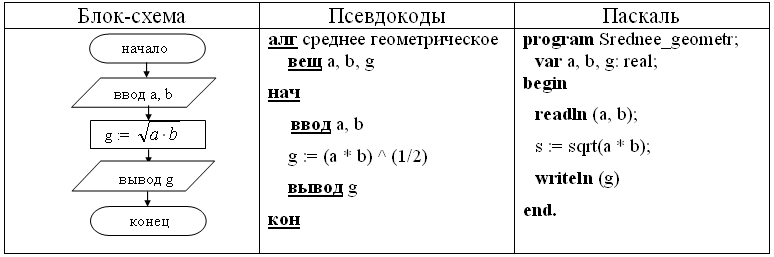 Блок-схема
начало
ввод a, b
g := √a · b
вывод g
конец
Псевдокоды
алг среднее геометрическое
вещ a, b, g
нач
ввод a, b
g := (a * b) ^ (1/2)
вывод g
кон
Паскаль
program Srednee_geometr;
var a, b, g: real;
begin
readln (a, b);
s := sqrt(a * b);
writeln (g)
end.